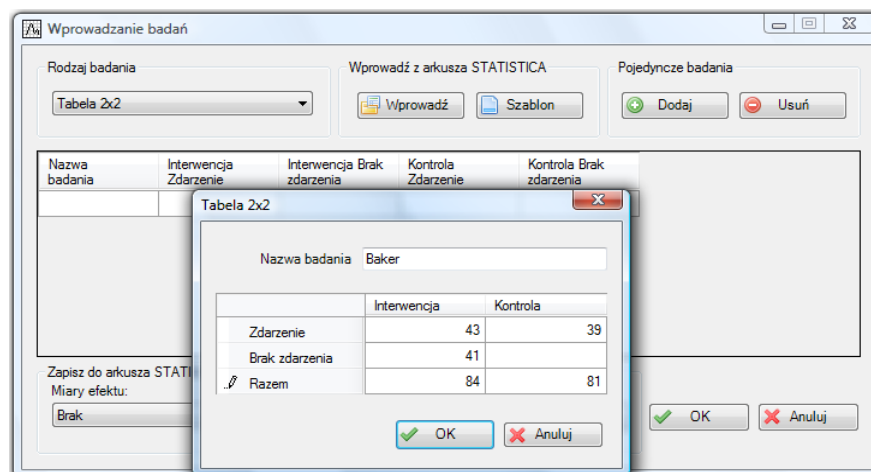 Wprowadzanie badań
Rodzaj badania
Wprowadź z arkusza STATISTICA
Pojedyncze badania
Tabela 2x2
Wprowadź
Szablon
Dodaj
Usuń
Nazwa badania
Interwencja Zdarzenie
Interwencja Brak zdarzenia
Kontrola Zdarzenie
Kontrola Brak zdarzenia
Tabela 2x2
Nazwa badania Baker
Interwencja Kontrola
Zdarzenie 43 39
Brak zdarzenia 41
Razem 84 81
OK Anuluj
Zapisz do arkusza
Miary efektu:
Brak
OK Anuluj